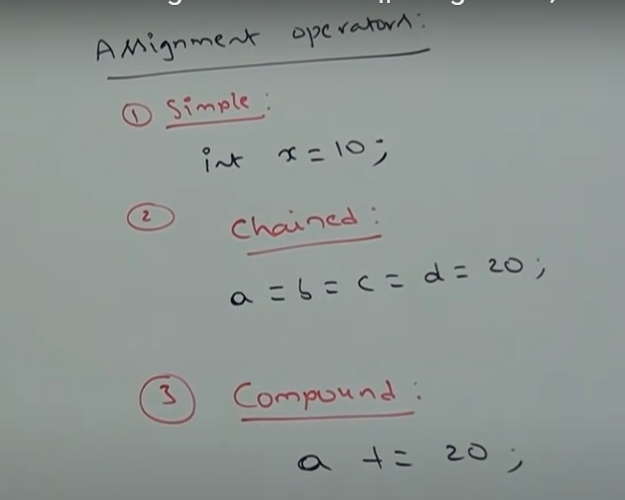 Assignment operators:
① Simple:
int x = 10;
② Chained:
a = b = c = d = 20;
③ Compound:
a += 20;